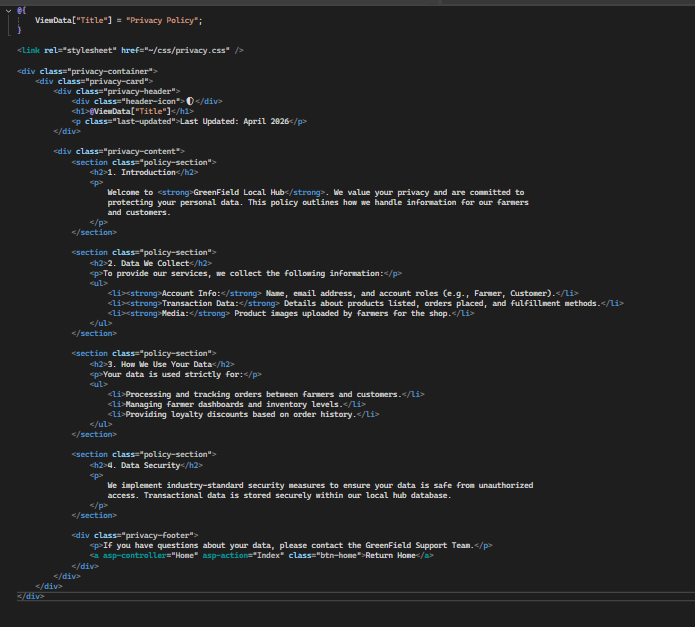 @{
    ViewData["Title"] = "Privacy Policy";
}

<link rel="stylesheet" href="~/css/privacy.css" />

<div class="privacy-container">
    <div class="privacy-card">
        <div class="privacy-header">
            <div class="header-icon">🌓</div>
            <h1>@ViewData["Title"]</h1>
            <p class="last-updated">Last Updated: April 2026</p>
        </div>

        <div class="privacy-content">
            <section class="policy-section">
                <h2>1. Introduction</h2>
                <p>
                    Welcome to <strong>GreenField Local Hub</strong>. We value your privacy and are committed to
                    protecting your personal data. This policy outlines how we handle information for our farmers
                    and customers.
                </p>
            </section>

            <section class="policy-section">
                <h2>2. Data We Collect</h2>
                <p>To provide our services, we collect the following information:</p>
                <ul>
                    <li><strong>Account Info:</strong> Name, email address, and account roles (e.g., Farmer, Customer).</li>
                    <li><strong>Transaction Data:</strong> Details about products listed, orders placed, and fulfillment methods.</li>
                    <li><strong>Media:</strong> Product images uploaded by farmers for the shop.</li>
                </ul>
            </section>

            <section class="policy-section">
                <h2>3. How We Use Your Data</h2>
                <p>Your data is used strictly for:</p>
                <ul>
                    <li>Processing and tracking orders between farmers and customers.</li>
                    <li>Managing farmer dashboards and inventory levels.</li>
                    <li>Providing loyalty discounts based on order history.</li>
                </ul>
            </section>

            <section class="policy-section">
                <h2>4. Data Security</h2>
                <p>
                    We implement industry-standard security measures to ensure your data is safe from unauthorized
                    access. Transactional data is stored securely within our local hub database.
                </p>
            </section>

            <div class="privacy-footer">
                <p>If you have questions about your data, please contact the GreenField Support Team.</p>
                <a asp-controller="Home" asp-action="Index" class="btn-home">Return Home</a>
            </div>
        </div>
    </div>
</div>